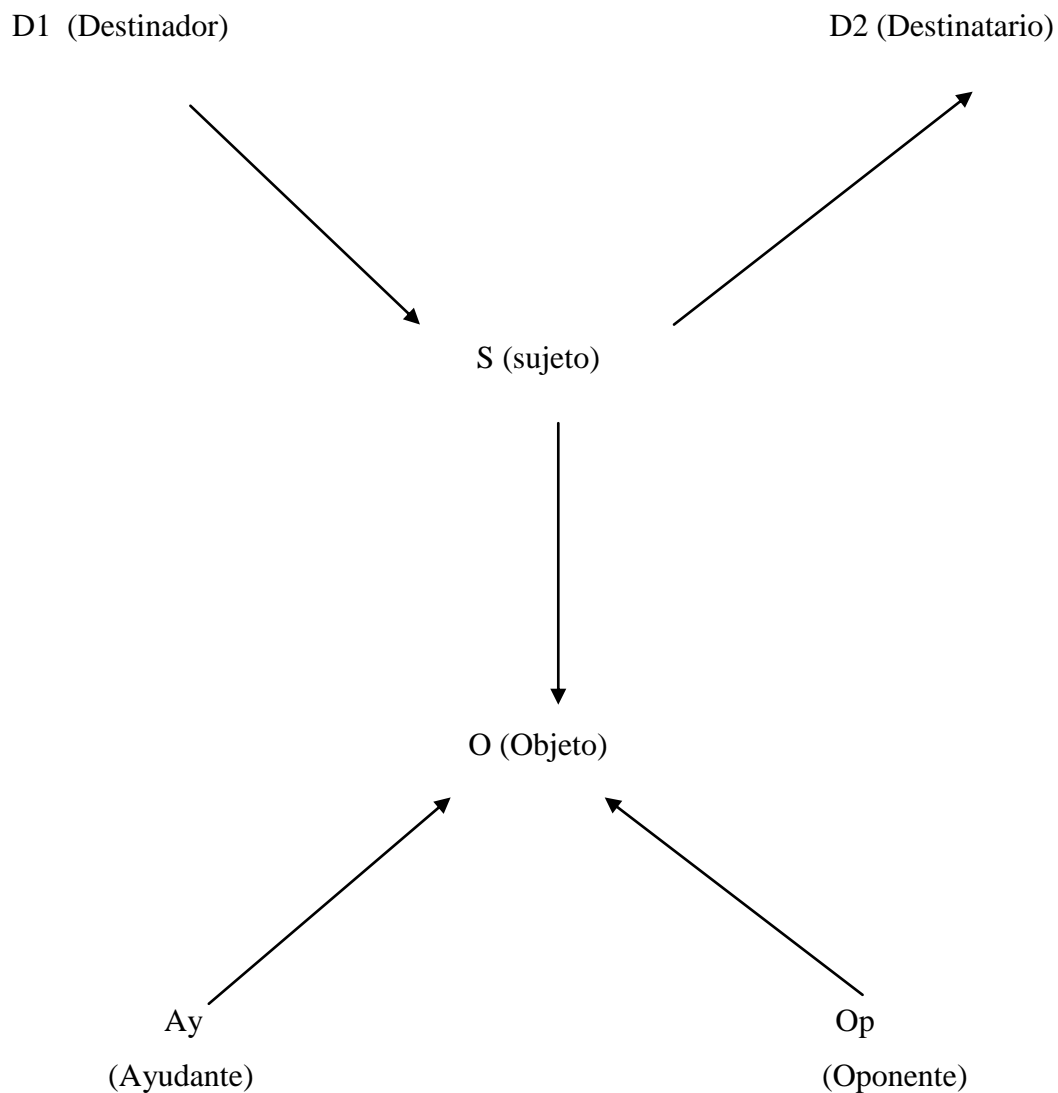 D1 (Destinador)
D2 (Destinatario)
S (sujeto)
O (Objeto)
Ay
(Ayudante)
Op
(Oponente)